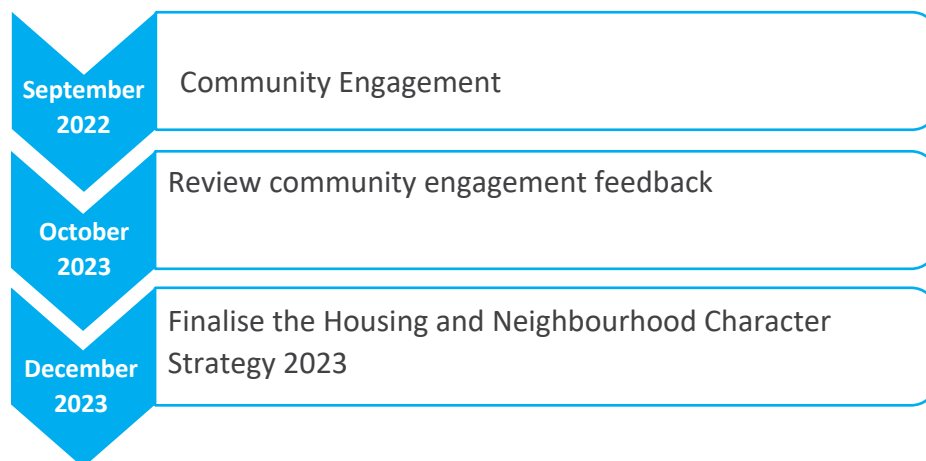 September
2022
Community Engagement
October
2023
Review community engagement feedback
December
2023
Finalise the Housing and Neighbourhood Character
Strategy 2023